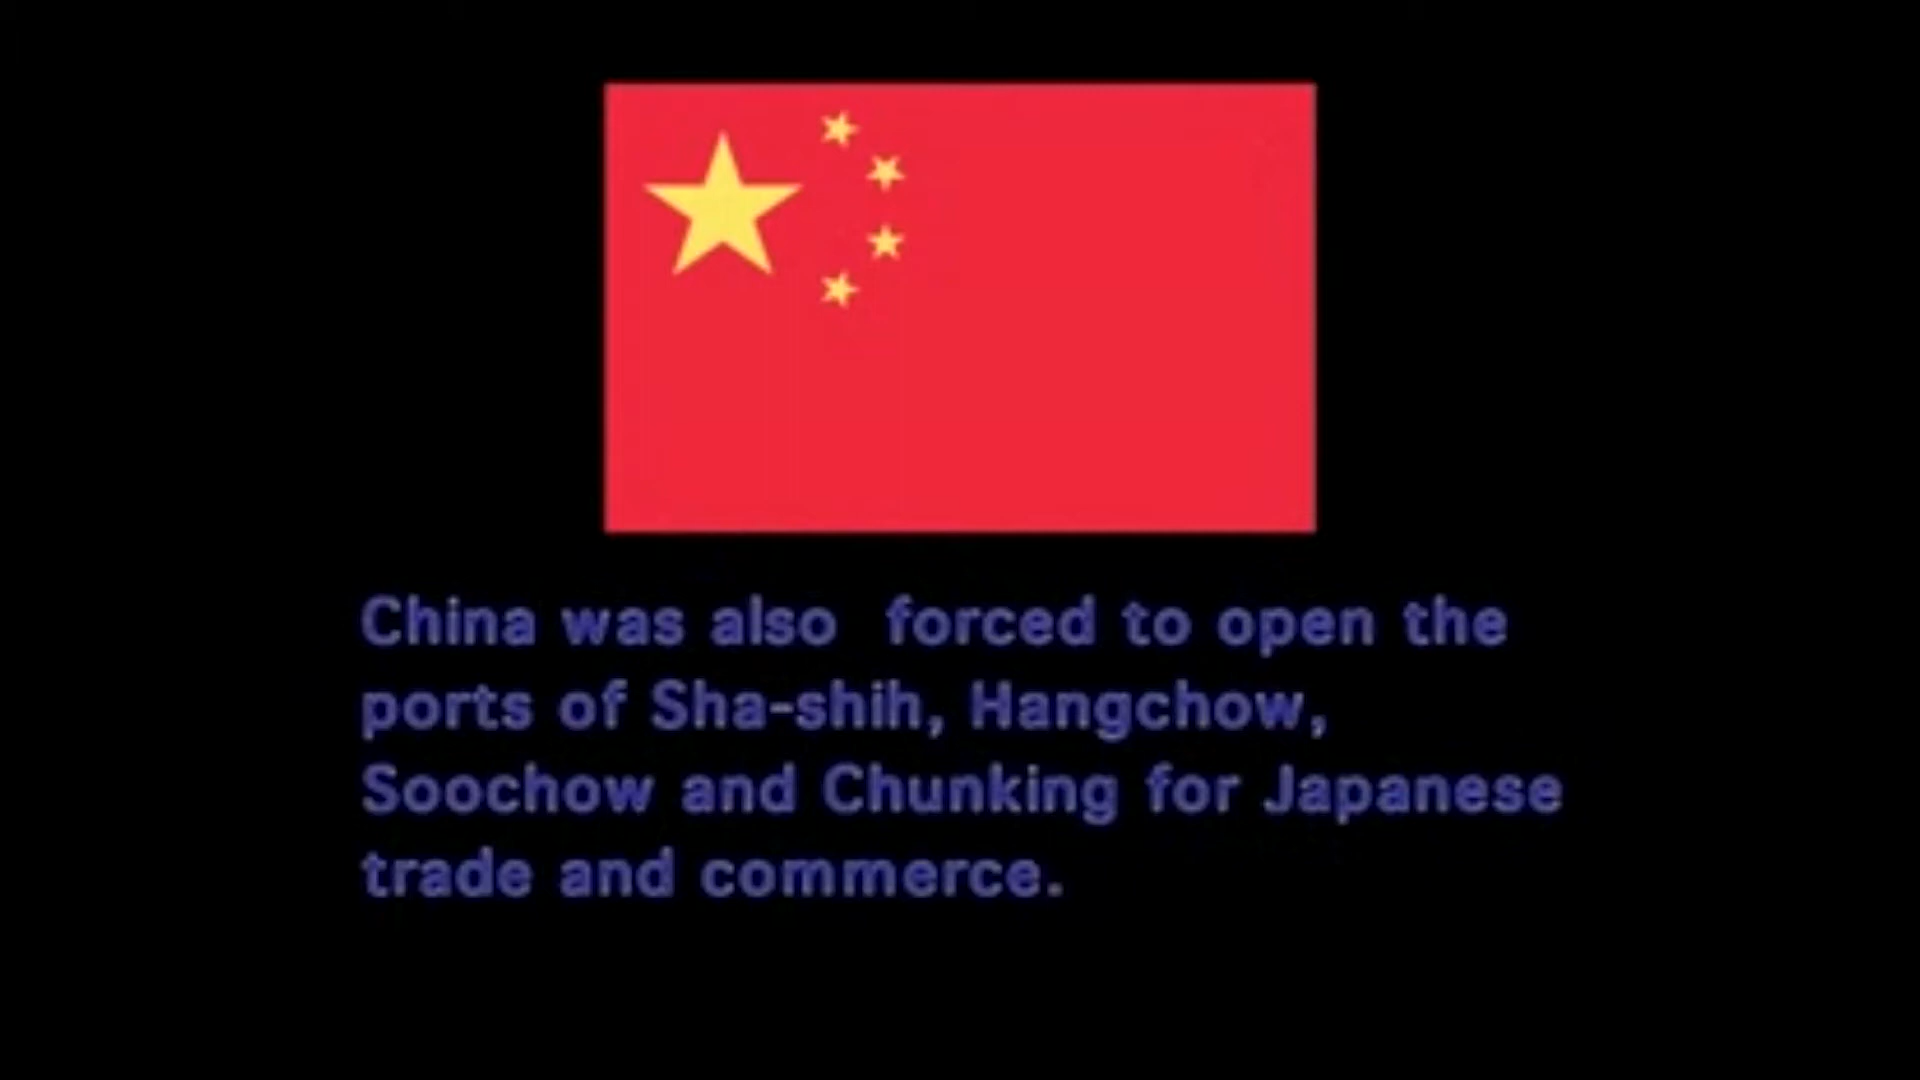 China was also  forced to open the
ports of Sha-shih, Hangchow,
Soochow and Chunking for Japanese
trade and commerce.